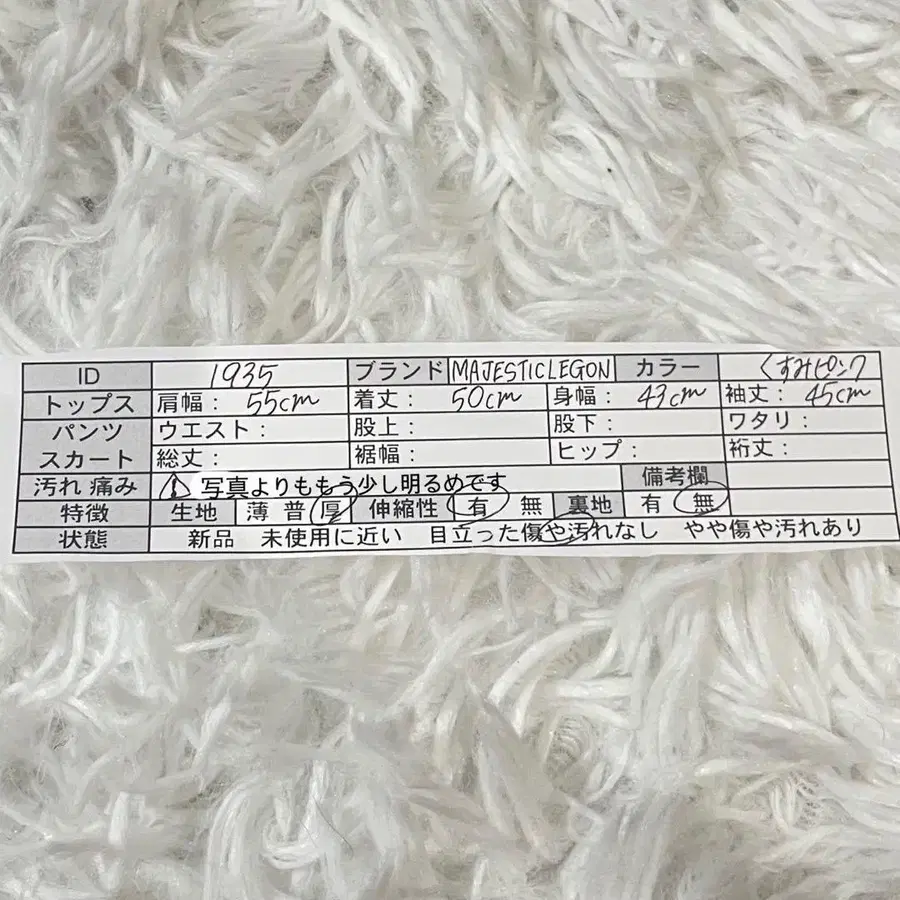 ID 1935 ブランド MAJESTICLEGON カラー くすみピンク
トップス 肩幅: 55cm 着丈: 50cm 身幅: 43cm 袖丈: 45cm
パンツ ウエスト: 股上: 股下: ワタリ:
スカート 総丈: 裾幅: ヒップ: 裄丈:
汚れ 痛み ⚠ 写真よりももう少し明るめです 備考欄
特徴 生地 薄 普 厚 伸縮性 有 無 裏地 有 無
状態 新品 未使用に近い 目立った傷や汚れなし やや傷や汚れあり